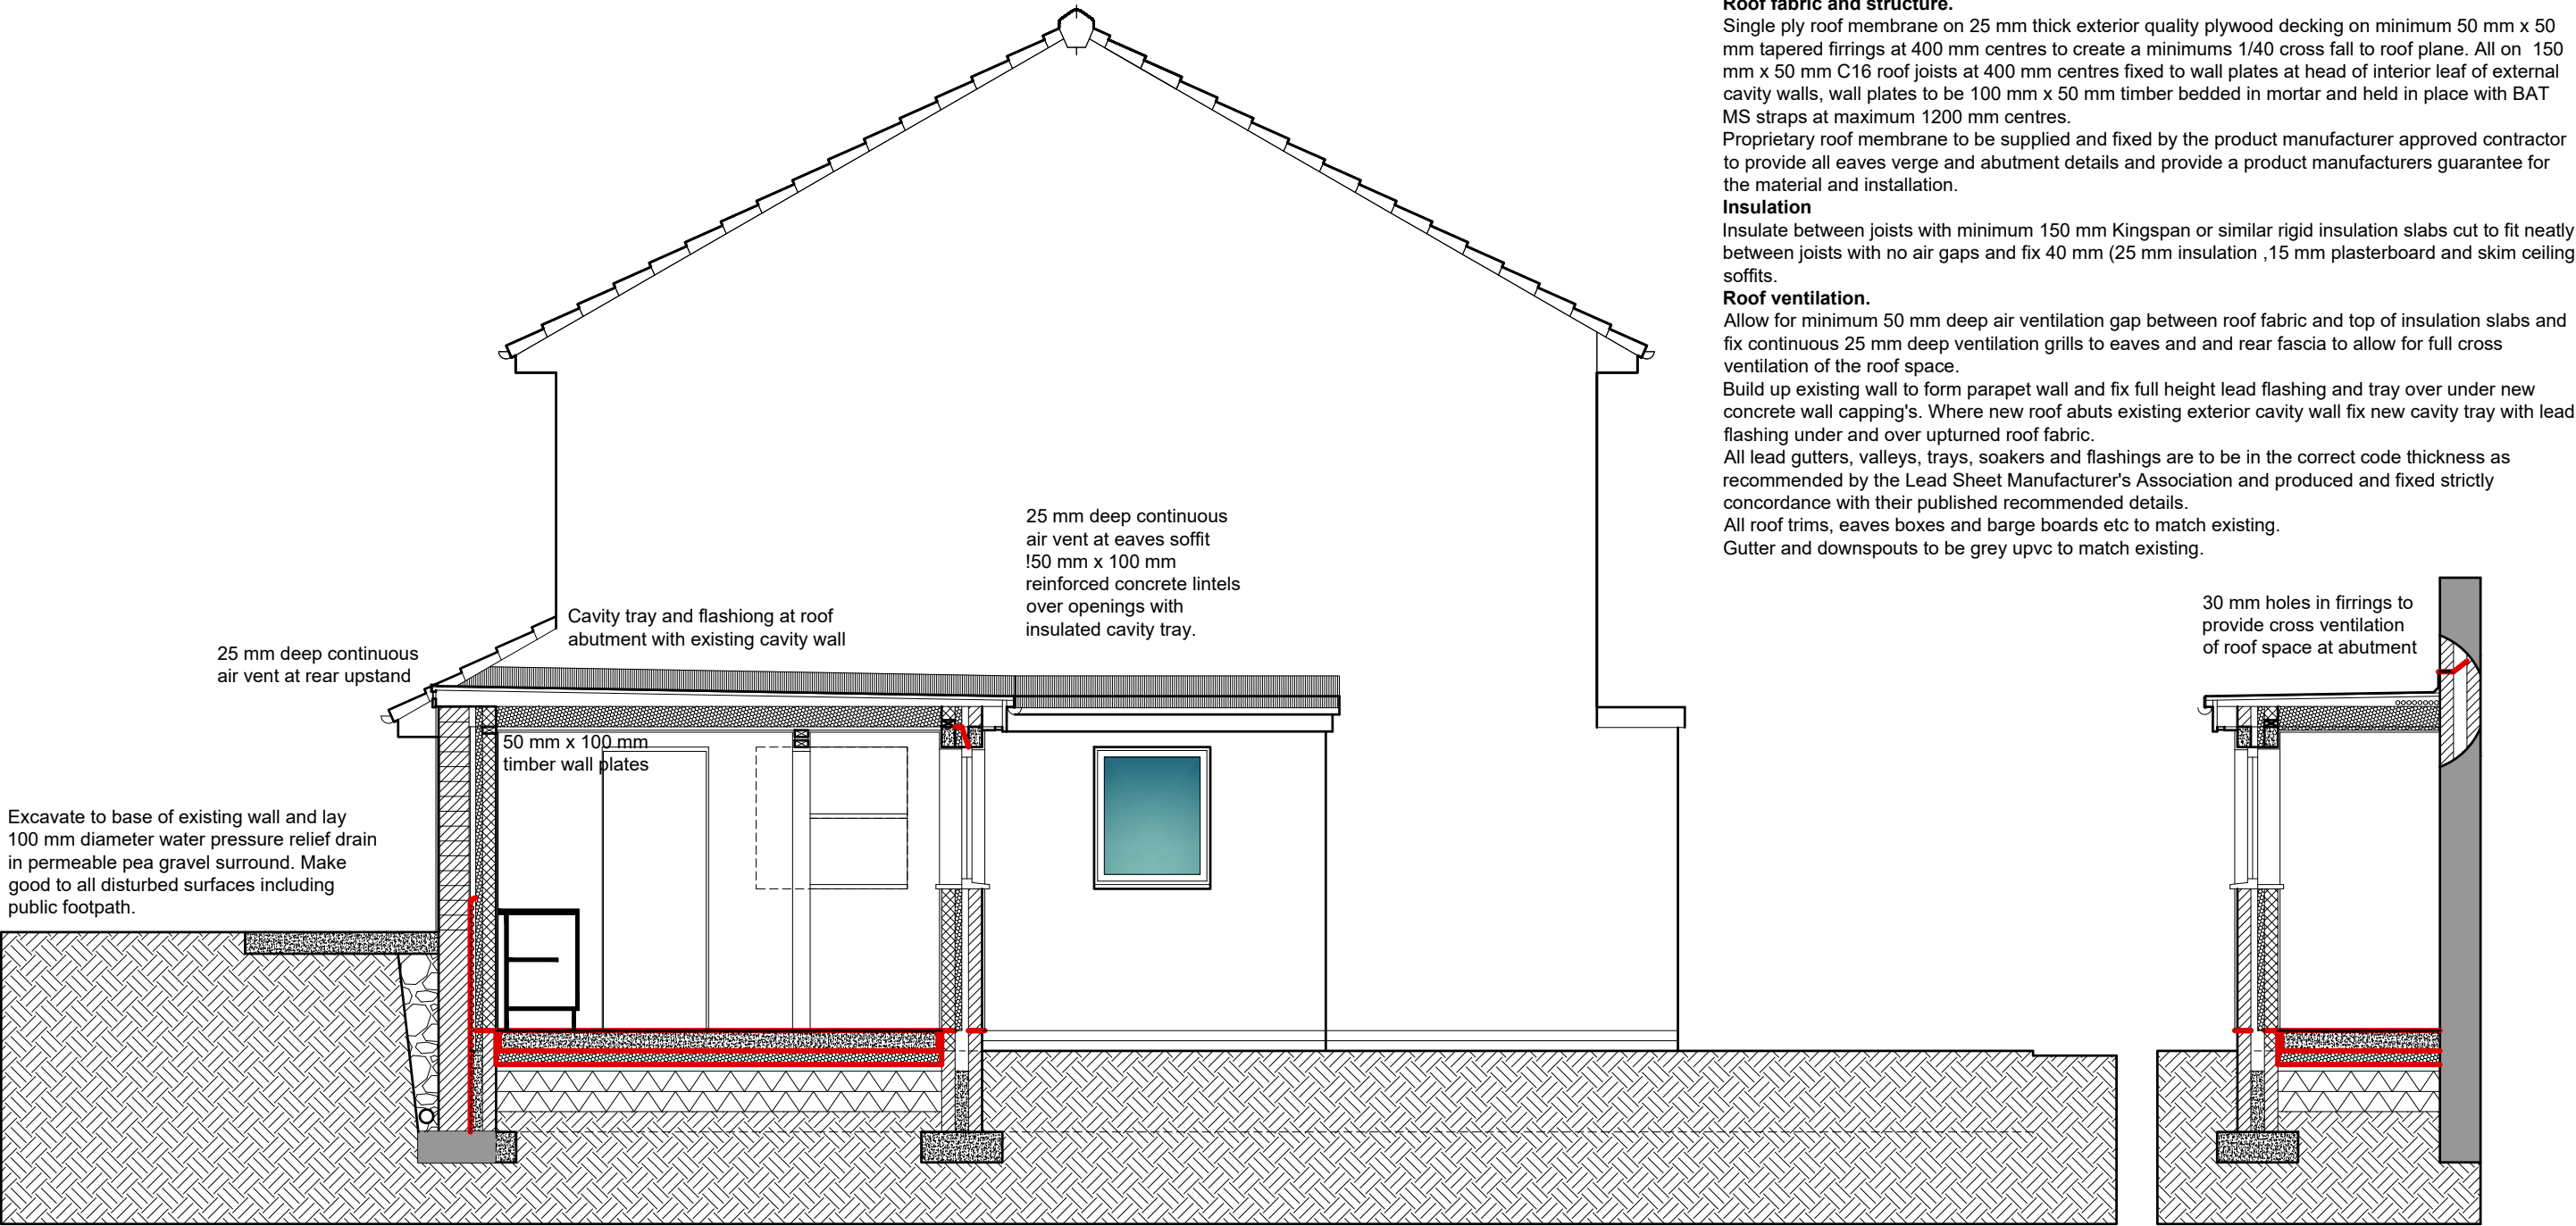 Roof fabric and structure.
Single ply roof membrane on 25 mm thick exterior quality plywood decking on minimum 50 mm x 50
mm tapered firrings at 400 mm centres to create a minimums 1/40 cross fall to roof plane. All on 150
mm x 50 mm C16 roof joists at 400 mm centres fixed to wall plates at head of interior leaf of external
cavity walls, wall plates to be 100 mm x 50 mm timber bedded in mortar and held in place with BAT
MS straps at maximum 1200 mm centres.
Proprietary roof membrane to be supplied and fixed by the product manufacturer approved contractor
to provide all eaves verge and abutment details and provide a product manufacturers guarantee for
the material and installation.
Insulation
Insulate between joists with minimum 150 mm Kingspan or similar rigid insulation slabs cut to fit neatly
between joists with no air gaps and fix 40 mm (25 mm insulation ,15 mm plasterboard and skim ceiling
soffits.
Roof ventilation.
Allow for minimum 50 mm deep air ventilation gap between roof fabric and top of insulation slabs and
fix continuous 25 mm deep ventilation grills to eaves and and rear fascia to allow for full cross
ventilation of the roof space.
Build up existing wall to form parapet wall and fix full height lead flashing and tray over under new
concrete wall capping's. Where new roof abuts existing exterior cavity wall fix new cavity tray with lead
flashing under and over upturned roof fabric.
All lead gutters, valleys, trays, soakers and flashings are to be in the correct code thickness as
recommended by the Lead Sheet Manufacturer's Association and produced and fixed strictly
concordance with their published recommended details.
All roof trims, eaves boxes and barge boards etc to match existing.
Gutter and downspouts to be grey upvc to match existing.
25 mm deep continuous
air vent at eaves soffit
!50 mm x 100 mm
reinforced concrete lintels
over openings with
insulated cavity tray.
Cavity tray and flashiong at roof
abutment with existing cavity wall
25 mm deep continuous
air vent at rear upstand
30 mm holes in firrings to
provide cross ventilation
of roof space at abutment
50 mm x 100 mm
timber wall plates
Excavate to base of existing wall and lay
100 mm diameter water pressure relief drain
in permeable pea gravel surround. Make
good to all disturbed surfaces including
public footpath.